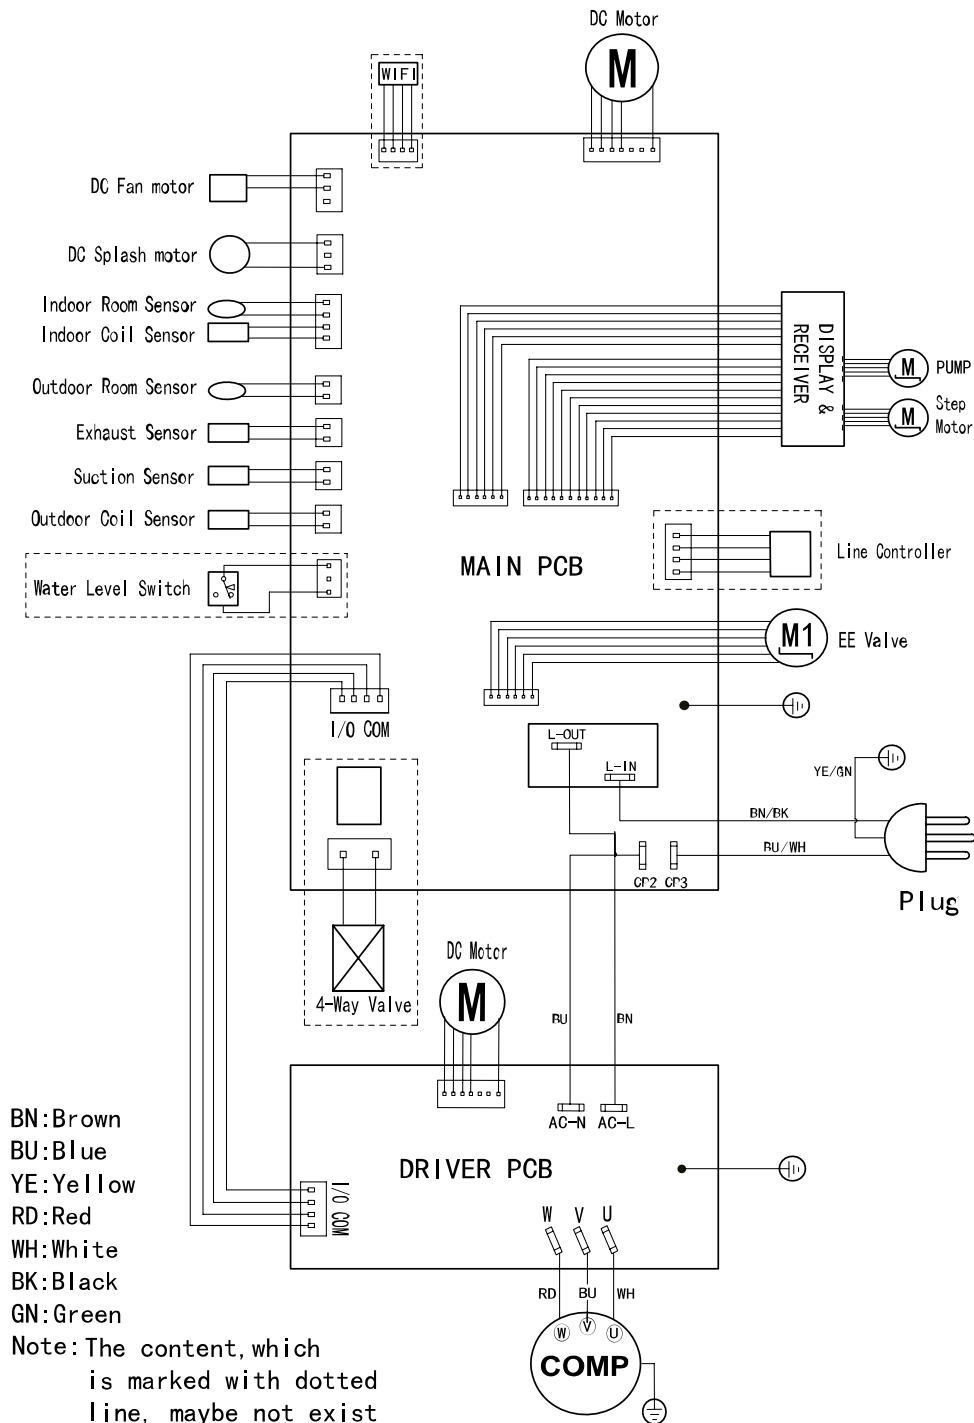 DC Motor
M
WIFI
DC Fan motor
DC Splash motor
Indoor Room Sensor
Indoor Coil Sensor
Outdoor Room Sensor
Exhaust Sensor
Suction Sensor
Outdoor Coil Sensor
Water Level Switch
DISPLAY &
RECEIVER
M
PUMP
M
Step
Motor
MAIN PCB
Line Controller
M1
EE Valve
I/O COM
L-OUT
L-IN
YE/GN
BN/BK
BU/WH
CP2
CP3
Plug
4-Way Valve
DC Motor
M
BU
BN
AC-N
AC-L
DRIVER PCB
I/O COM
W
V
U
RD
BU
WH
W
V
U
COMP
BN:Brown
BU:Blue
YE:Yellow
RD:Red
WH:White
BK:Black
GN:Green
Note:The content,which
is marked with dotted
line, maybe not exist